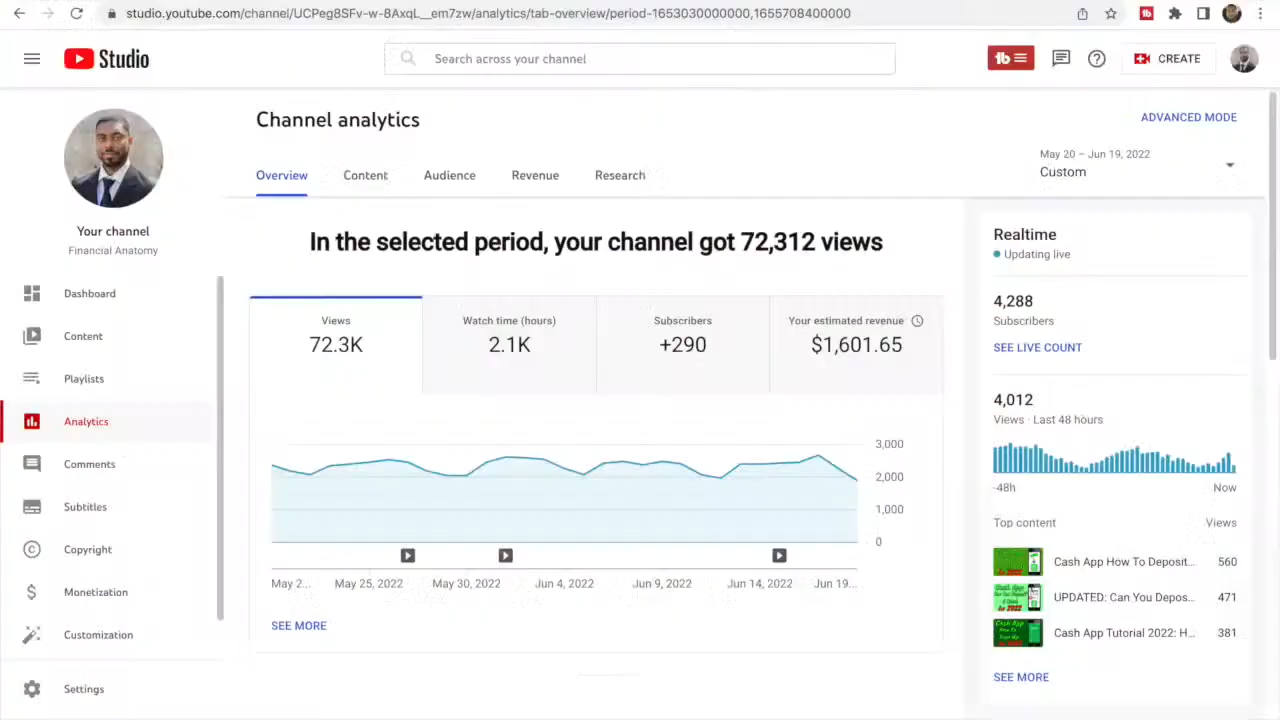 studio.youtube.com/channel/UCPeg8SFv-w-8AxqL__em7zw/analytics/tab-overview/period-1653030000000,1655708400000
Studio
Search across your channel
tb
CREATE
Your channel
Financial Anatomy
Dashboard
Content
Playlists
Analytics
Comments
Subtitles
Copyright
Monetization
Customization
Settings
Channel analytics
ADVANCED MODE
May 20 – Jun 19, 2022
Custom
Overview Content Audience Revenue Research
In the selected period, your channel got 72,312 views
Views
72.3K
Watch time (hours)
2.1K
Subscribers
+290
Your estimated revenue
$1,601.65
3,000
2,000
1,000
0
May 2... May 25, 2022 May 30, 2022 Jun 4, 2022 Jun 9, 2022 Jun 14, 2022 Jun 19...
SEE MORE
Realtime
Updating live
4,288
Subscribers
SEE LIVE COUNT
4,012
Views · Last 48 hours
-48h Now
Top content Views
Cash App How To Deposit... 560
UPDATED: Can You Depos... 471
Cash App Tutorial 2022: H... 381
SEE MORE